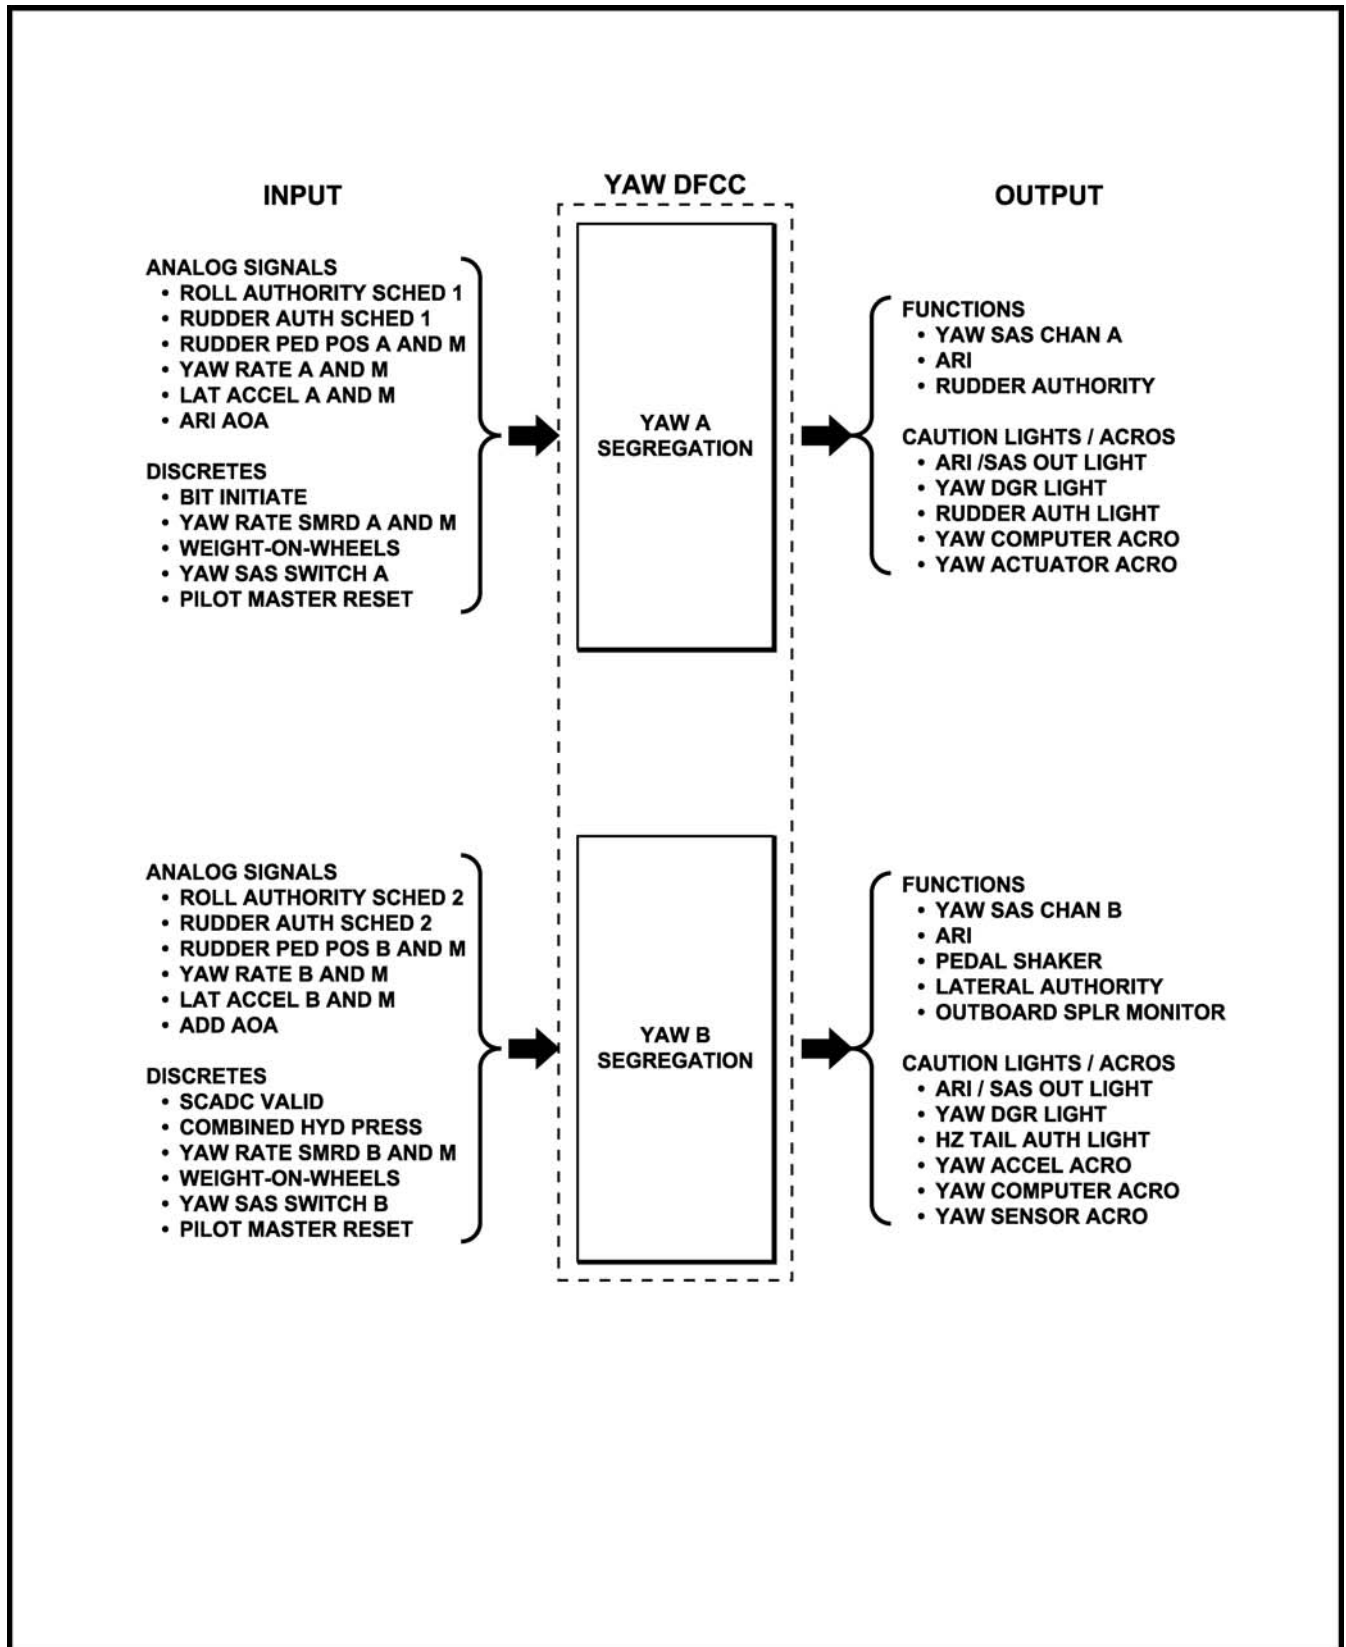 INPUT
YAW DFCC
OUTPUT
ANALOG SIGNALS
• ROLL AUTHORITY SCHED 1
• RUDDER AUTH SCHED 1
• RUDDER PED POS A AND M
• YAW RATE A AND M
• LAT ACCEL A AND M
• ARI AOA
DISCRETES
• BIT INITIATE
• YAW RATE SMRD A AND M
• WEIGHT-ON-WHEELS
• YAW SAS SWITCH A
• PILOT MASTER RESET
YAW A
SEGREGATION
FUNCTIONS
• YAW SAS CHAN A
• ARI
• RUDDER AUTHORITY
CAUTION LIGHTS / ACROS
• ARI /SAS OUT LIGHT
• YAW DGR LIGHT
• RUDDER AUTH LIGHT
• YAW COMPUTER ACRO
• YAW ACTUATOR ACRO
ANALOG SIGNALS
• ROLL AUTHORITY SCHED 2
• RUDDER AUTH SCHED 2
• RUDDER PED POS B AND M
• YAW RATE B AND M
• LAT ACCEL B AND M
• ADD AOA
DISCRETES
• SCADC VALID
• COMBINED HYD PRESS
• YAW RATE SMRD B AND M
• WEIGHT-ON-WHEELS
• YAW SAS SWITCH B
• PILOT MASTER RESET
YAW B
SEGREGATION
FUNCTIONS
• YAW SAS CHAN B
• ARI
• PEDAL SHAKER
• LATERAL AUTHORITY
• OUTBOARD SPLR MONITOR
CAUTION LIGHTS / ACROS
• ARI / SAS OUT LIGHT
• YAW DGR LIGHT
• HZ TAIL AUTH LIGHT
• YAW ACCEL ACRO
• YAW COMPUTER ACRO
• YAW SENSOR ACRO